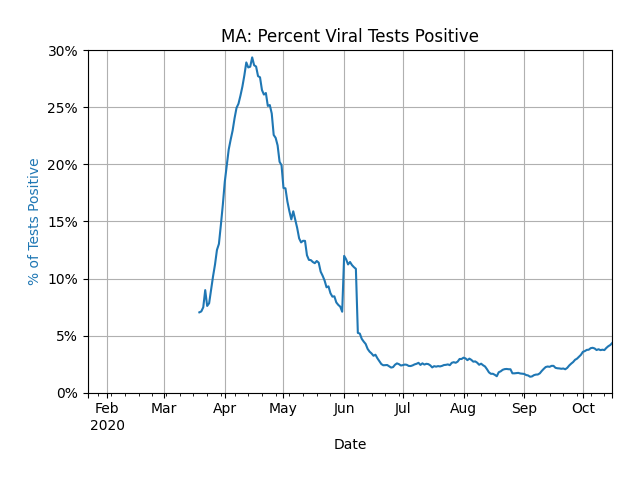 MA: Percent Viral Tests Positive
30%
25%
20%
15%
10%
5%
0%
% of Tests Positive
Feb Mar Apr May Jun Jul Aug Sep Oct
2020
Date